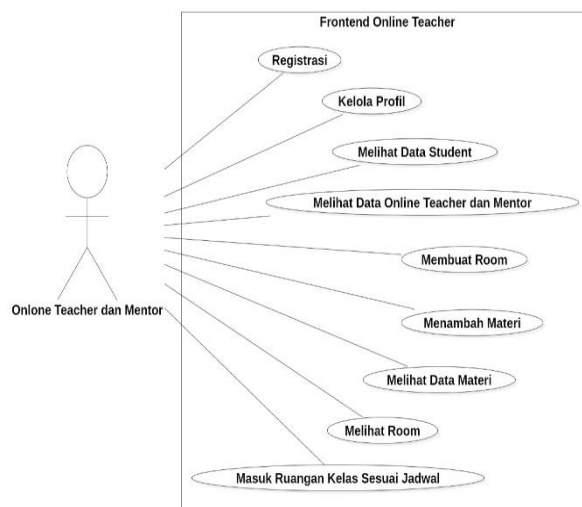 Frontend Online Teacher
Registrasi
Kelola Profil
Melihat Data Student
Melihat Data Online Teacher dan Mentor
Membuat Room
Onlone Teacher dan Mentor
Menambah Materi
Melihat Data Materi
Melihat Room
Masuk Ruangan Kelas Sesuai Jadwal